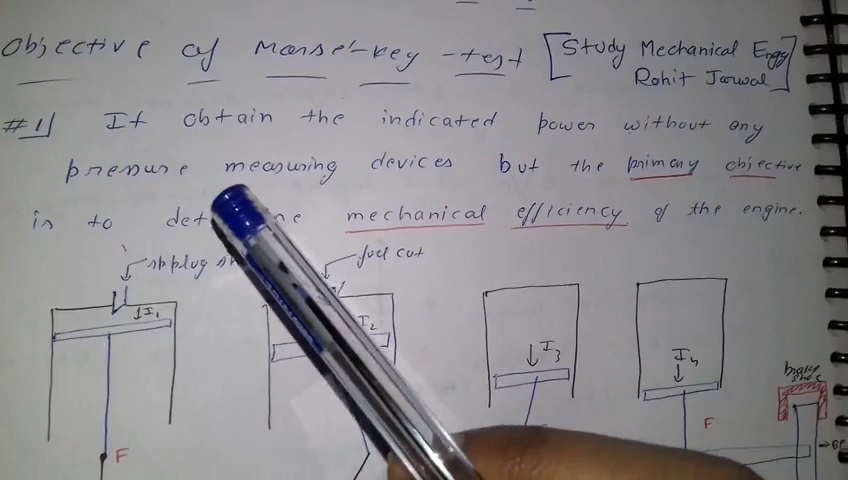 Objective of Morse'-key-test [Study Mechanical Engg
Rohit Jarwal]
#1] It obtain the indicated power without any
pressure measuring devices but the primary objective
is to det ne mechanical efficiency of the engine.
spplug
fuel cut
I1
I2
I3
I4
F
F